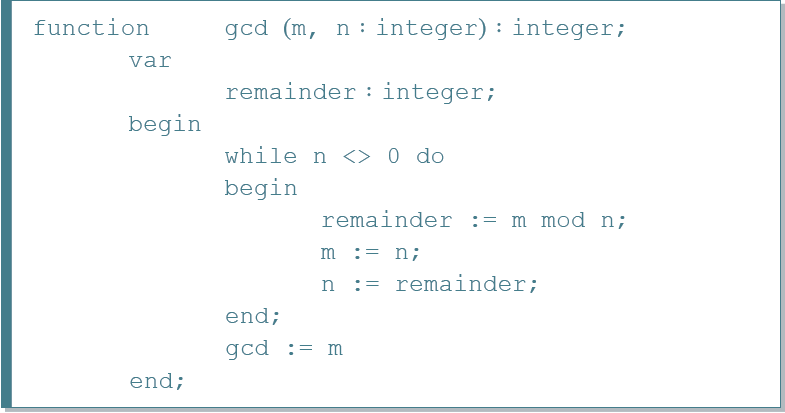 function gcd (m, n : integer) : integer;
var
remainder : integer;
begin
while n <> 0 do
begin
remainder := m mod n;
m := n;
n := remainder;
end;
gcd := m
end;